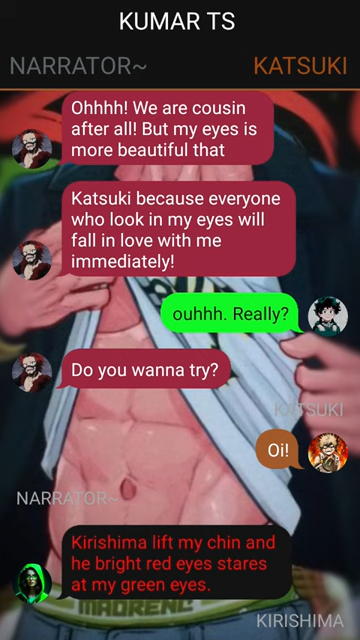 KUMAR TS
NARRATOR~
KATSUKI
Ohhhh! We are cousin
after all! But my eyes is
more beautiful that
Katsuki because everyone
who look in my eyes will
fall in love with me
immediately!
ouhhh. Really?
Do you wanna try?
KATSUKI
Oi!
NARRATOR~
Kirishima lift my chin and
he bright red eyes stares
at my green eyes.
KIRISHIMA